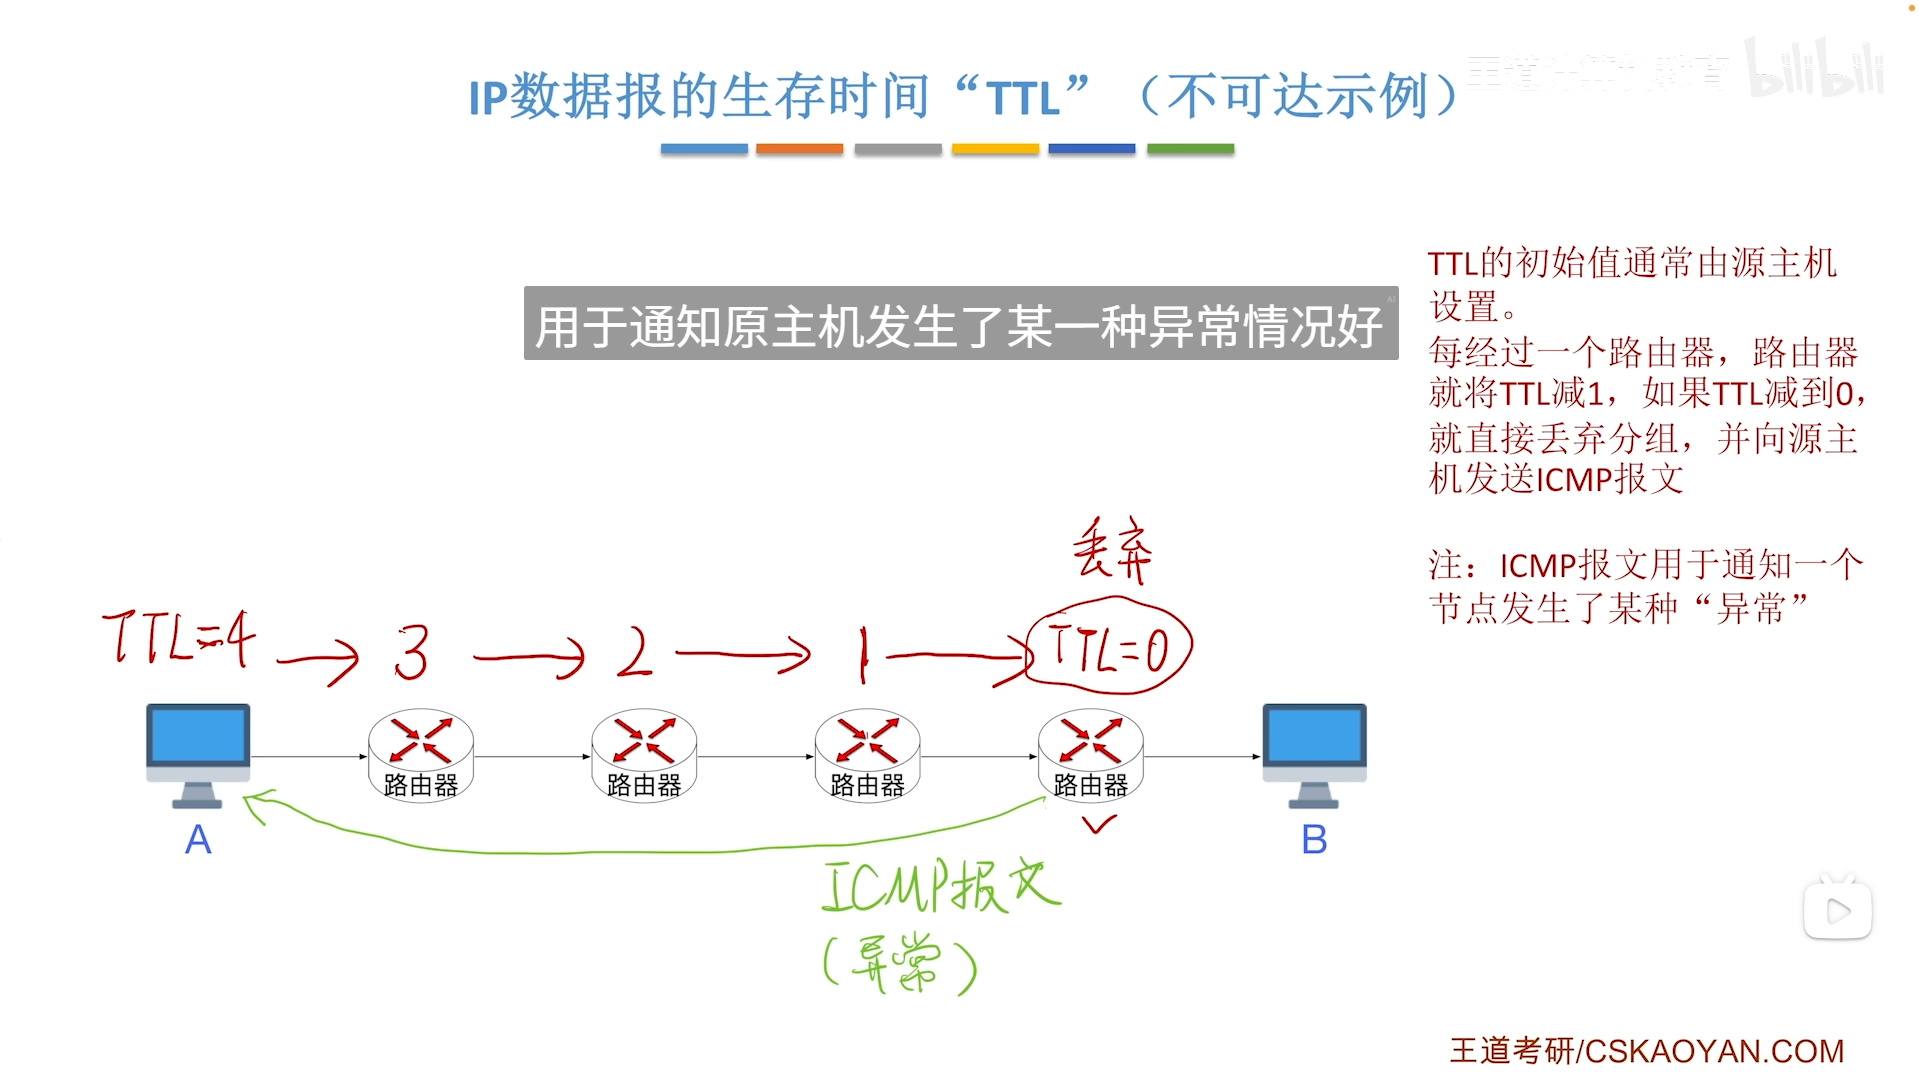 IP数据报的生存时间“TTL”（不可达示例）
bilibili
用于通知原主机发生了某一种异常情况好
AI
TTL的初始值通常由源主机
设置。
每经过一个路由器，路由器
就将TTL减1，如果TTL减到0，
就直接丢弃分组，并向源主
机发送ICMP报文
注：ICMP报文用于通知一个
节点发生了某种“异常”
丢弃
TTL=4 3 2 1 TTL=0
路由器 路由器 路由器 路由器
A B
ICMP报文
(异常)
王道考研/CSKAOYAN.COM